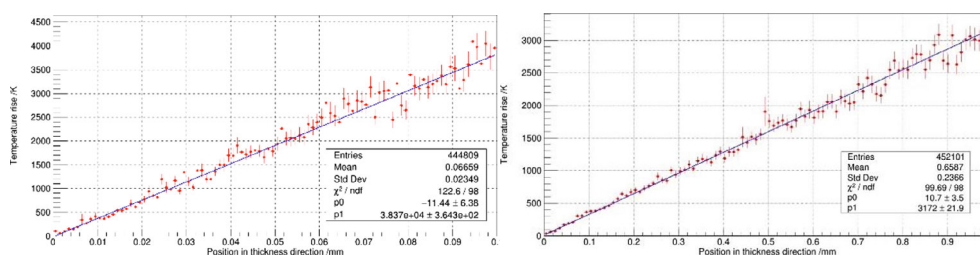 Temperature rise /K
4500
4000
3500
3000
2500
2000
1500
1000
500
0 0.01 0.02 0.03 0.04 0.05 0.06 0.07 0.08 0.09 0.
Position in thickness direction /mm
Entries 444809
Mean 0.06659
Std Dev 0.02349
χ² / ndf 122.6 / 98
p0 −11.44 ± 6.38
p1 3.837e+04 ± 3.643e+02
Temperature rise /K
3000
2500
2000
1500
1000
500
0 0.1 0.2 0.3 0.4 0.5 0.6 0.7 0.8 0.9
Position in thickness direction /mm
Entries 452101
Mean 0.6587
Std Dev 0.2366
χ² / ndf 99.69 / 98
p0 10.7 ± 3.5
p1 3172 ± 21.9